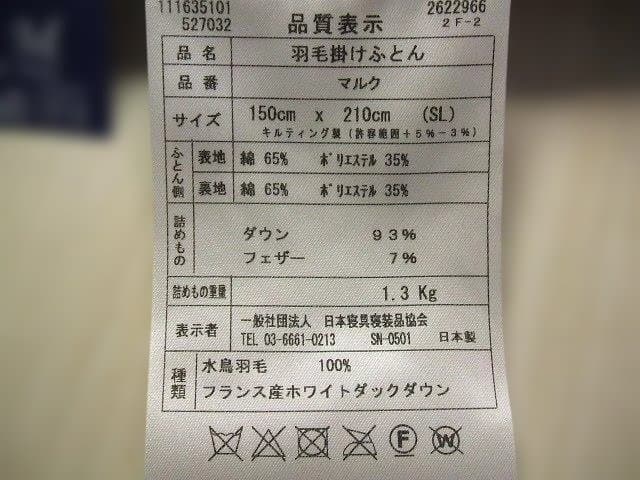 111635101
2622966
527032
品質表示
2F-2
品名 羽毛掛けふとん
品番 マルク
サイズ 150cm x 210cm (SL)
キルティング製 (許容範囲+5%-3%)
ふとん側 表地 綿 65% ポリエステル 35%
裏地 綿 65% ポリエステル 35%
詰めもの ダウン 93%
フェザー 7%
詰めもの重量 1.3 Kg
表示者 一般社団法人 日本寝具寝装品協会
TEL 03-6661-0213 SN-0501 日本製
種類 水鳥羽毛 100%
フランス産ホワイトダックダウン
F W